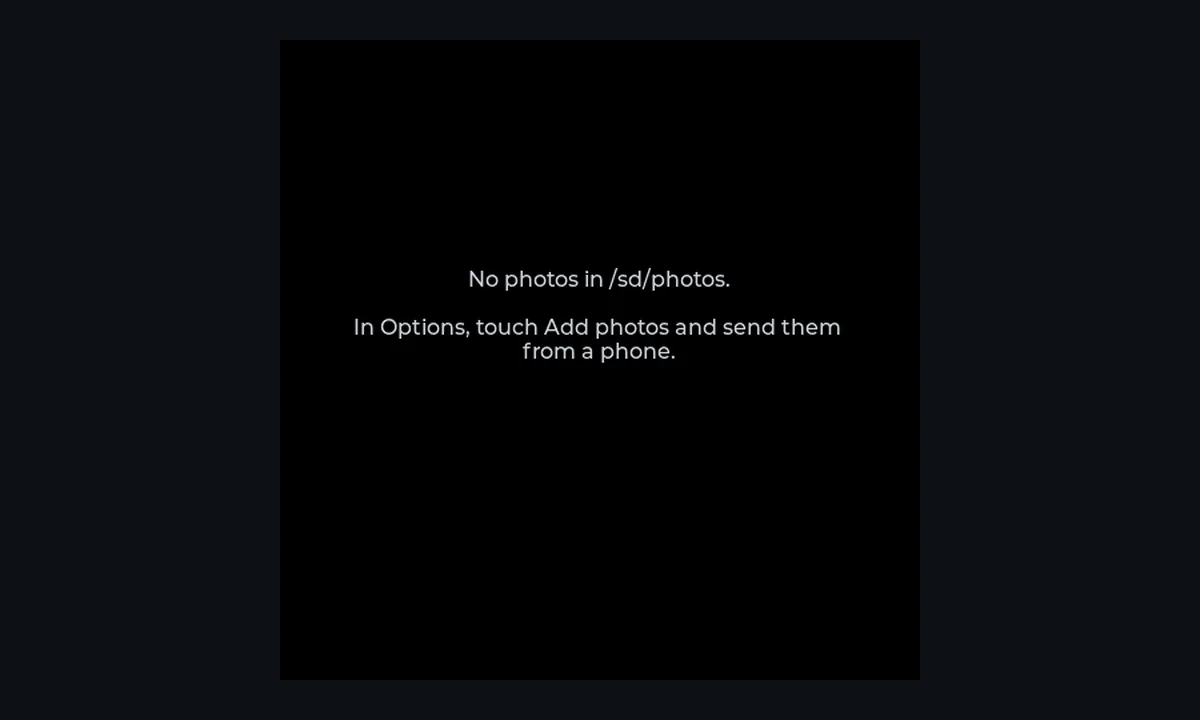 No photos in /sd/photos.
In Options, touch Add photos and send them
from a phone.